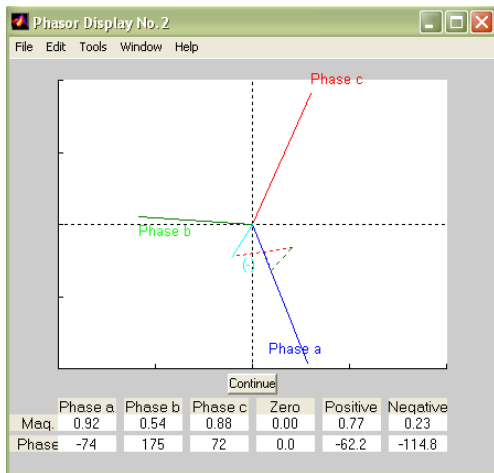 Phasor Display No. 2
File Edit Tools Window Help
Phase c
Phase b
(-)
Phase a
Continue
Phase a Phase b Phase c Zero Positive Negative
Mag. 0.92 0.54 0.88 0.00 0.77 0.23
Phase -74 175 72 0.0 -62.2 -114.8